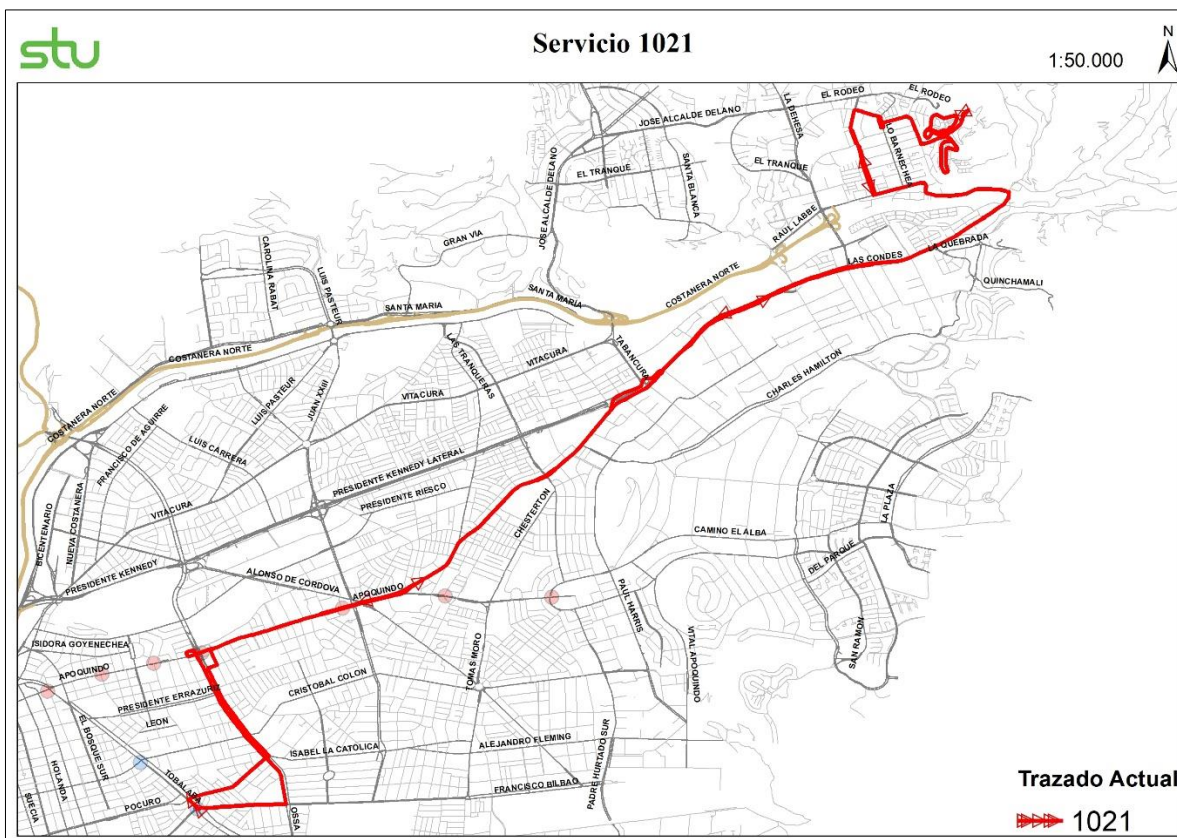 stu
Servicio 1021
1:50.000
N
EL RODEO
EL RODEO
LA DEHESA
JOSE ALCALDE DELANO
EL TRANQUE
EL TRANQUE
SANTA BLANCA
LO BARNECHEA
JOSE ALCALDE DELANO
RAUL LABBE
GRAN VIA
CAROLINA RABAT
LUIS PASTEUR
LA QUEBRADA
LAS CONDES
QUINCHAMALI
COSTANERA NORTE
SANTA MARIA
SANTA MARIA
COSTANERA NORTE
LAS TRANQUERAS
TABANCURA
VITACURA
CHARLES HAMILTON
COSTANERA NORTE
FRANCISCO DE AGUIRRE
LUIS PASTEUR
JUAN XXIII
VITACURA
LUIS CARRERA
PRESIDENTE KENNEDY LATERAL
PRESIDENTE RIESCO
VITACURA
BICENTENARIO
NUEVA COSTANERA
CHESTERTON
LA PLAZA
CAMINO EL ALBA
DEL PARQUE
PRESIDENTE KENNEDY
ALONSO DE CORDOVA
APOQUINDO
PAUL HARRIS
VITAL APOQUINDO
SAN RAMON
ISIDORA GOYENECHEA
APOQUINDO
TOMAS MORO
CRISTOBAL COLON
PRESIDENTE ERRAZURIZ
LEON
EL BOSQUE SUR
ISABEL LA CATOLICA
ALEJANDRO FLEMING
PADRE HURTADO SUR
HOLANDA
SUECIA
TOBALABA
POCURO
FRANCISCO BILBAO
OSSA
Trazado Actual
1021